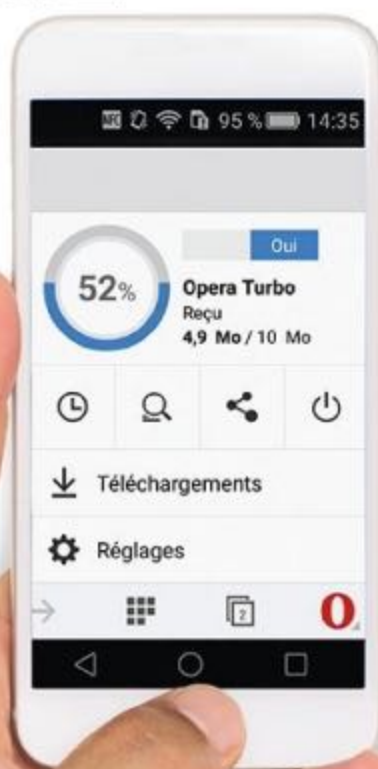 NFC 95 % 14:35
Oui
52%
Opera Turbo
Reçu
4,9 Mo / 10 Mo
Téléchargements
Réglages
2